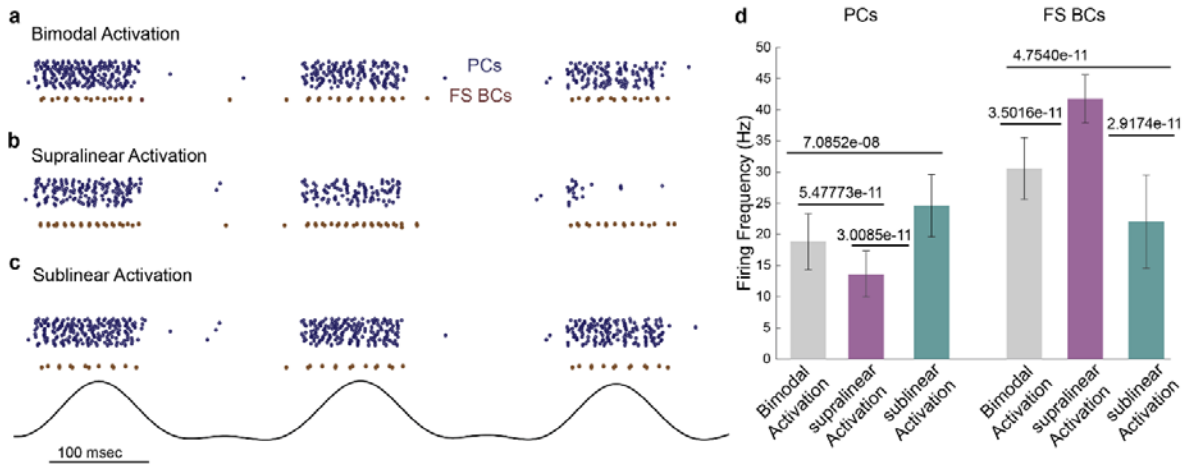 a
Bimodal Activation
PCs
FS BCs
b
Supralinear Activation
c
Sublinear Activation
100 msec
d
PCs
FS BCs
Firing Frequency (Hz)
50
45
40
35
30
25
20
15
10
5
0
7.0852e-08
5.47773e-11
3.0085e-11
4.7540e-11
3.5016e-11
2.9174e-11
Bimodal
Activation
supralinear
Activation
sublinear
Activation
Bimodal
Activation
supralinear
Activation
sublinear
Activation